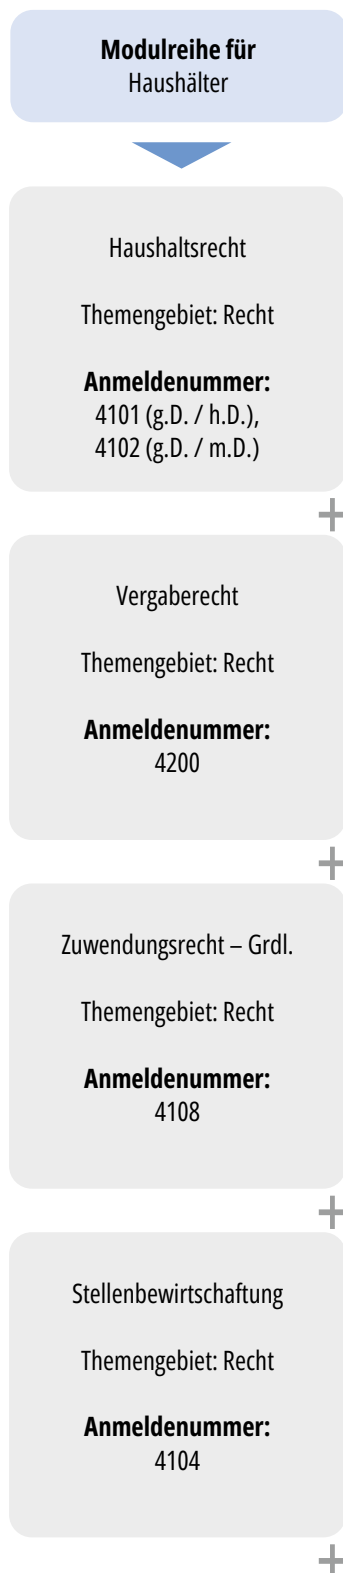 Modulreihe für
Haushälter
Haushaltsrecht
Themengebiet: Recht
Anmeldenummer:
4101 (g.D. / h.D.),
4102 (g.D. / m.D.)
+
Vergaberecht
Themengebiet: Recht
Anmeldenummer:
4200
+
Zuwendungsrecht – Grdl.
Themengebiet: Recht
Anmeldenummer:
4108
+
Stellenbewirtschaftung
Themengebiet: Recht
Anmeldenummer:
4104
+